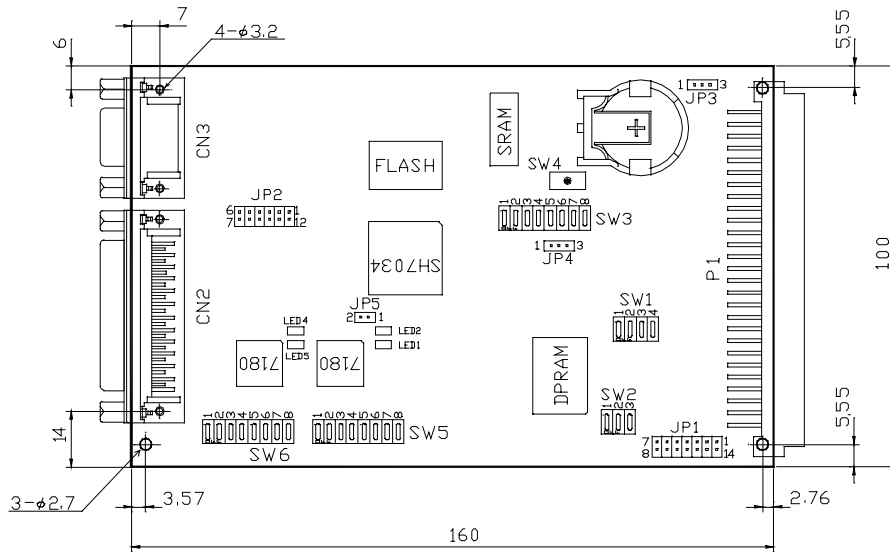 7
4-φ3.2
6
5,55
1 3
JP3
CN3
SRAM
FLASH
SW4
JP2
6 1
7 12
1 2 3 4 5 6 7 8
SW3
1 3
JP4
SH7034
P1
100
CN2
JP5
2 1
LED4
LED2
LED5
LED1
SW1
1 2 3 4
7180
7180
DPRAM
SW2
1 2 3
1 2 3 4 5 6 7 8
SW6
1 2 3 4 5 6 7 8
SW5
JP1
7 1
8 14
14
5,55
3-φ2,7
3,57
2.76
160